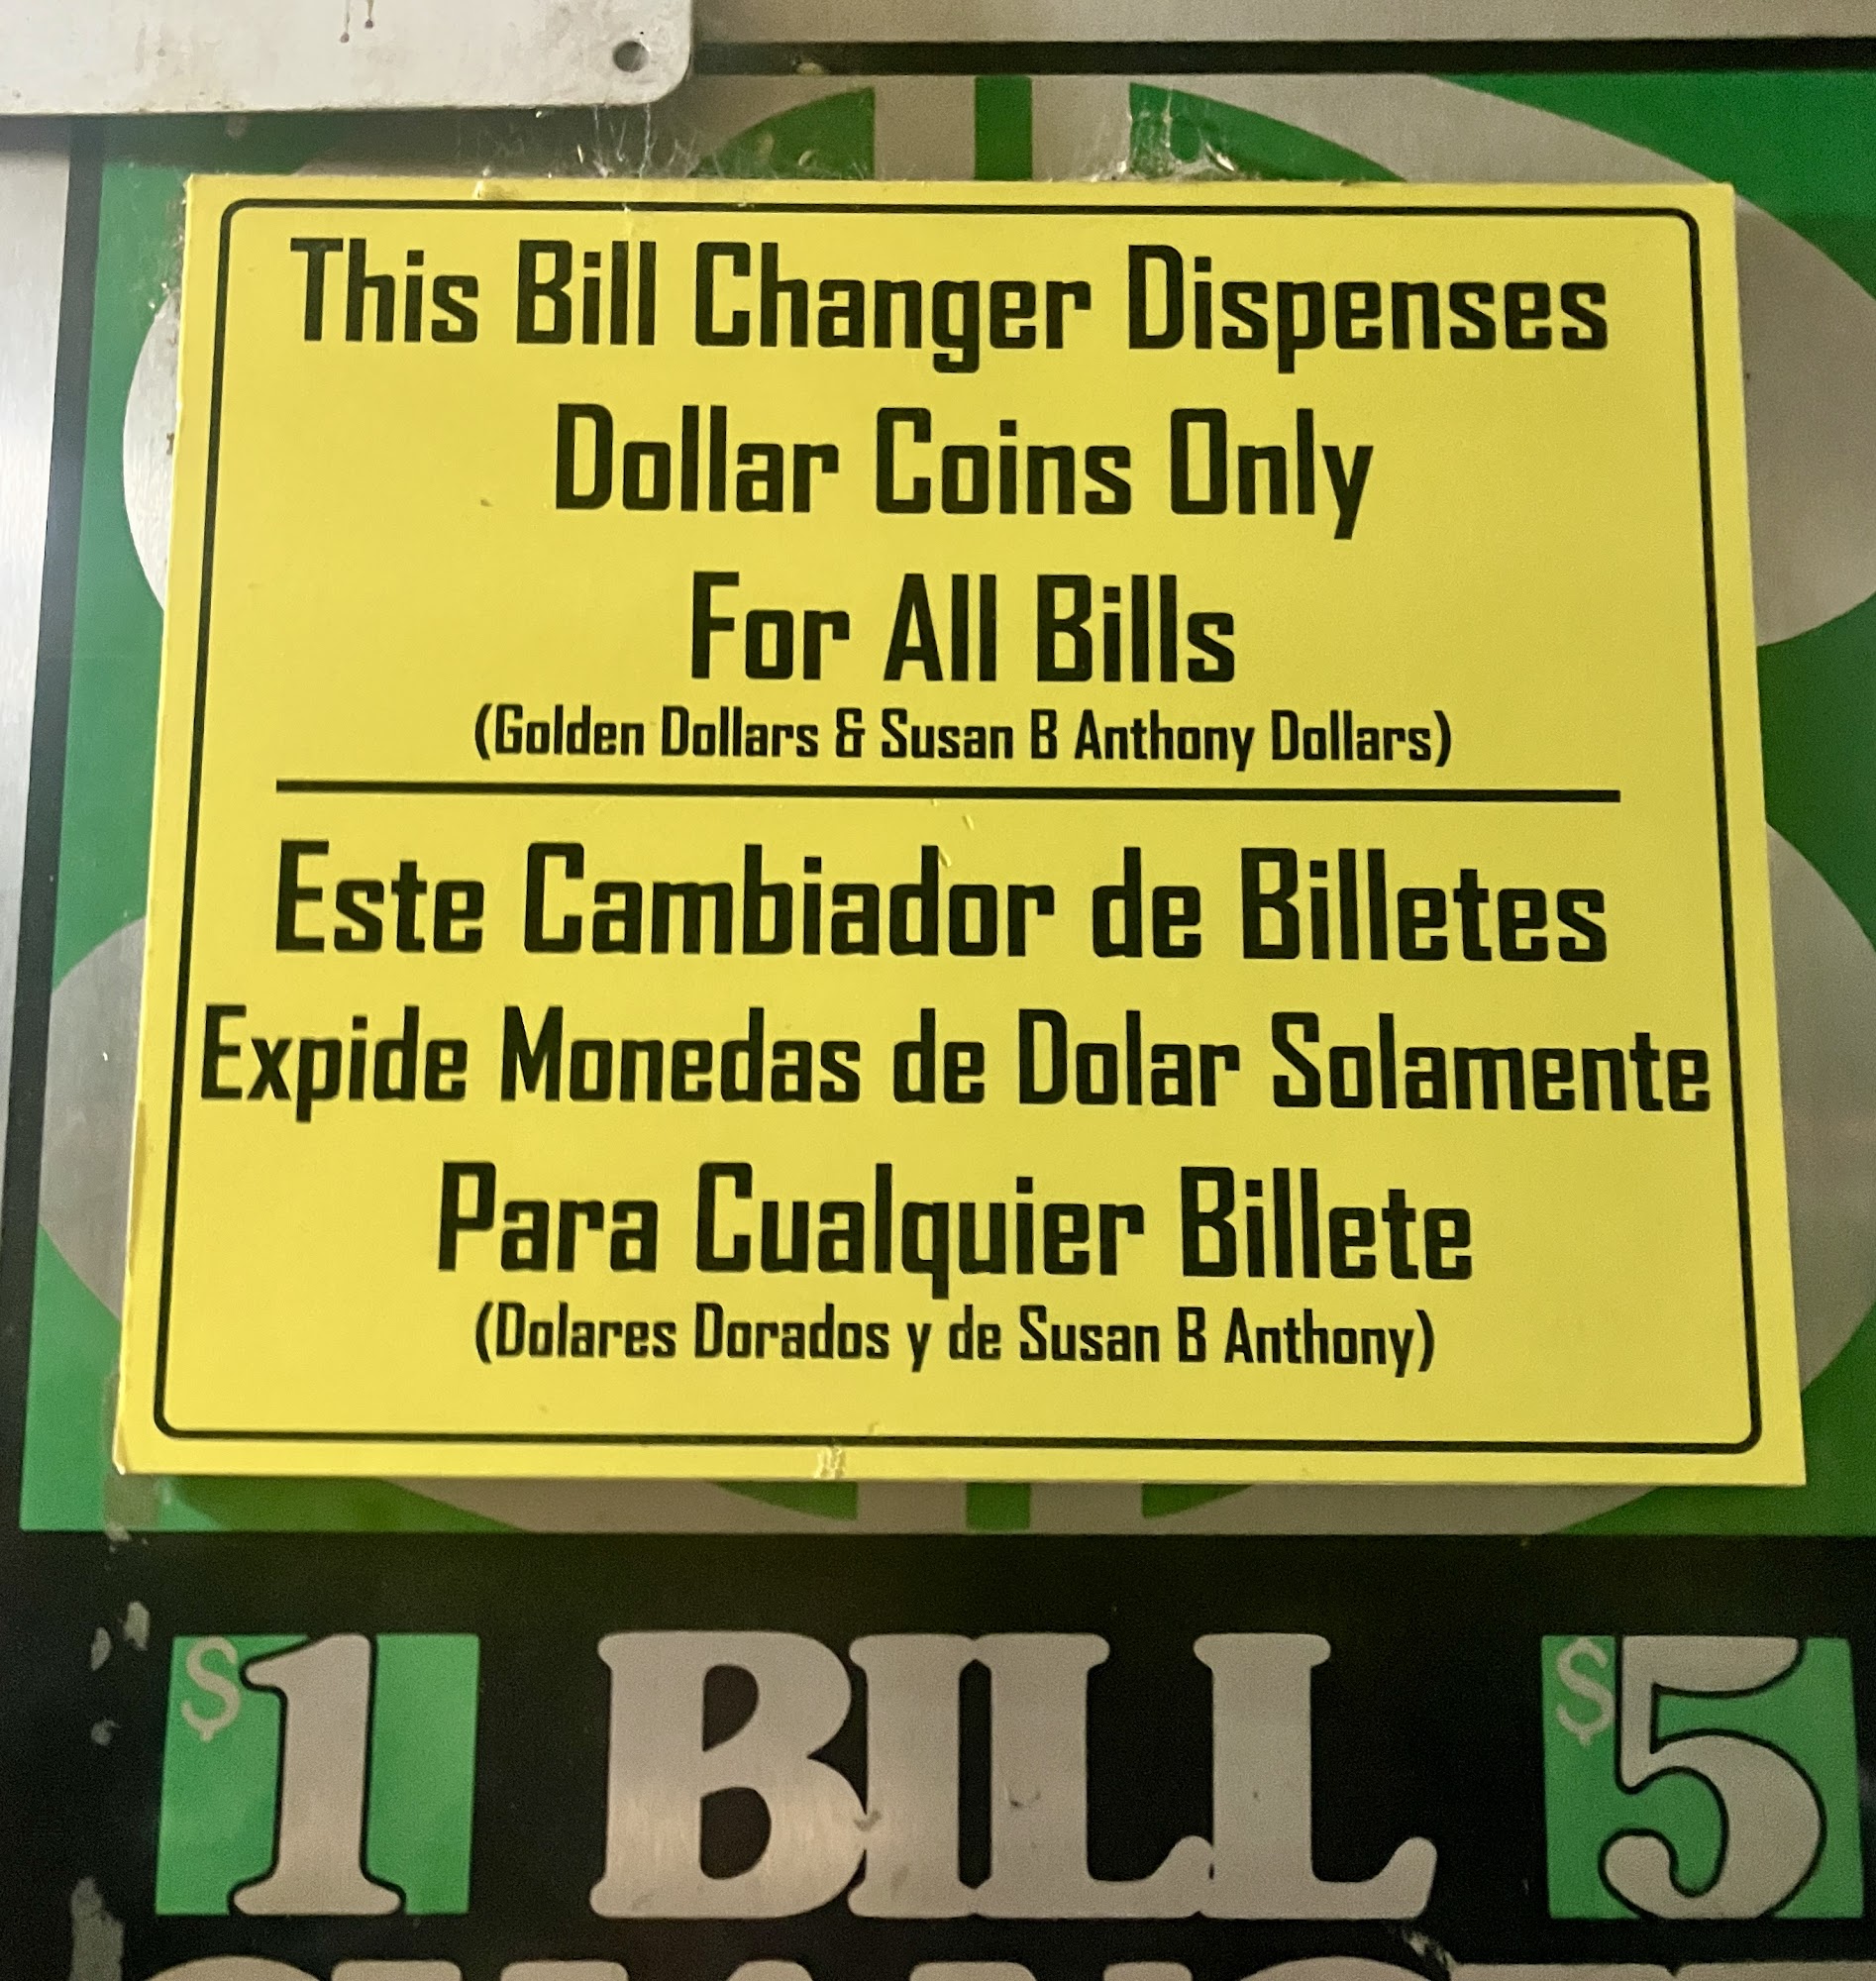 This Bill Changer Dispenses
Dollar Coins Only
For All Bills
(Golden Dollars & Susan B Anthony Dollars)
Este Cambiador de Billetes
Expide Monedas de Dolar Solamente
Para Cualquier Billete
(Dolares Dorados y de Susan B Anthony)
$1 BILL $5